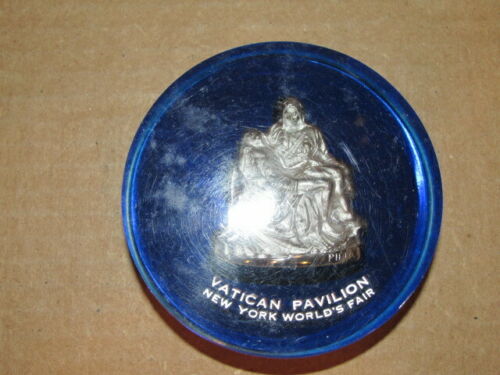 VATICAN PAVILION
NEW YORK WORLD'S FAIR